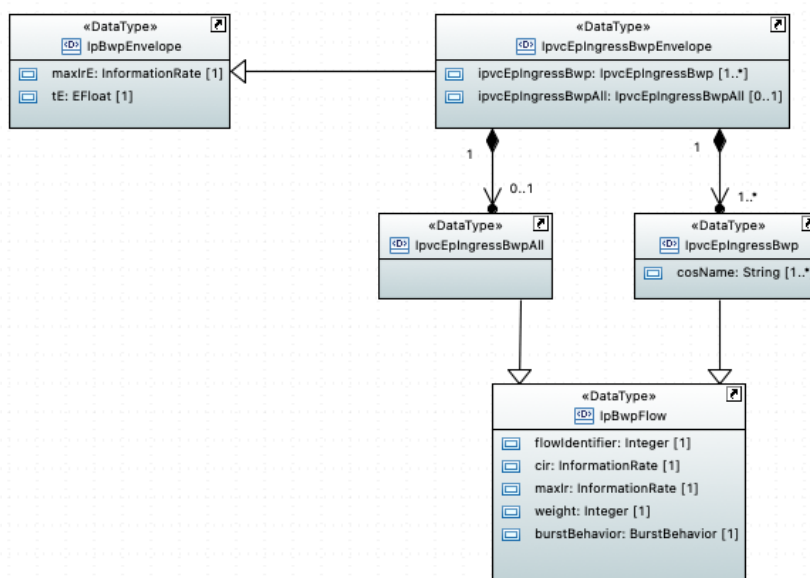 «DataType»
IpBwpEnvelope
maxIrE: InformationRate [1]
tE: EFloat [1]
«DataType»
IpvcEpIngressBwpEnvelope
ipvcEpIngressBwp: IpvcEpIngressBwp [1..*]
ipvcEpIngressBwpAll: IpvcEpIngressBwpAll [0..1]
1
0..1
1
1..*
«DataType»
IpvcEpIngressBwpAll
«DataType»
IpvcEpIngressBwp
cosName: String [1..*
«DataType»
IpBwpFlow
flowIdentifier: Integer [1]
cir: InformationRate [1]
maxIr: InformationRate [1]
weight: Integer [1]
burstBehavior: BurstBehavior [1]